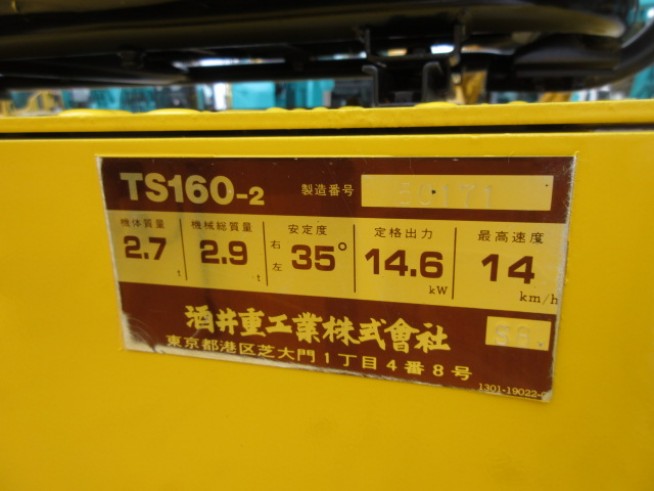 TS160-2 製造番号
機体質量 機械総質量 安定度 定格出力 最高速度
2.7 t 2.9 t 右 左 35° 14.6 kW 14 km/h
酒井重工業株式會社
東京都港区芝大門1丁目4番8号